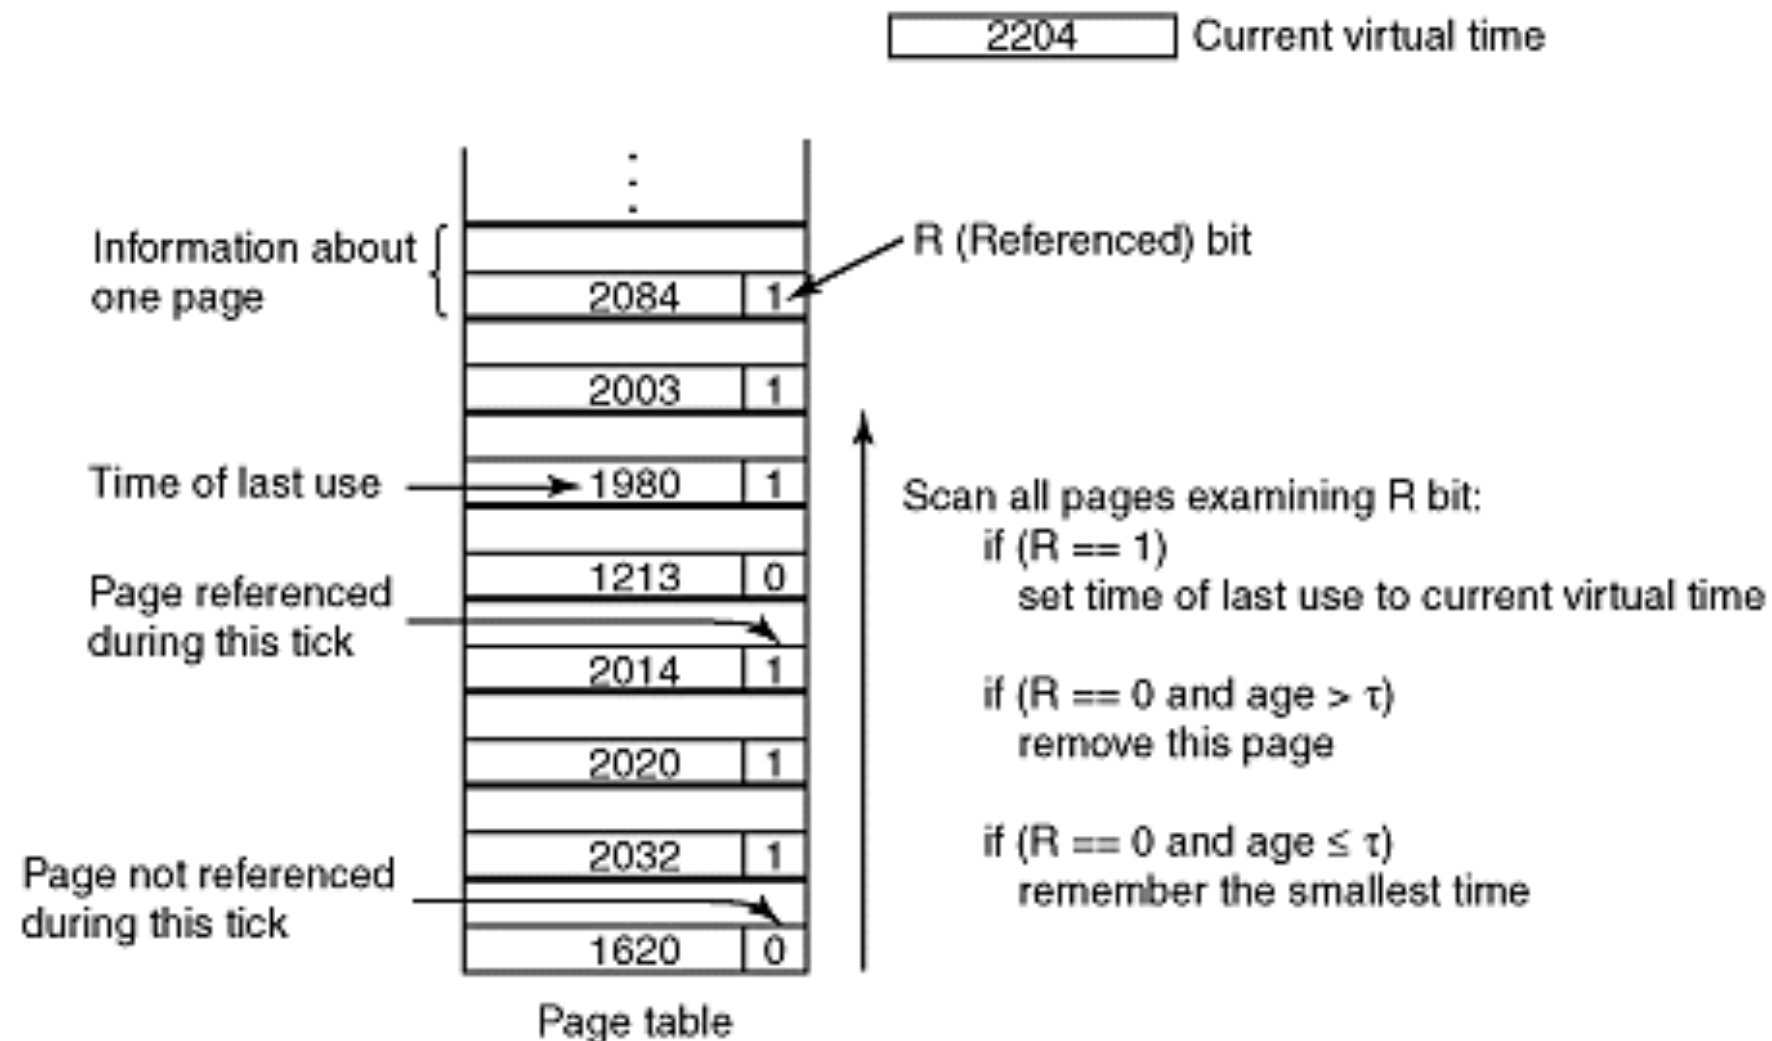 2204 Current virtual time
Information about
one page
R (Referenced) bit
2084 1
2003 1
Time of last use
1980 1
Scan all pages examining R bit:
if (R == 1)
set time of last use to current virtual time
1213 0
Page referenced
during this tick
2014 1
if (R == 0 and age > τ)
remove this page
2020 1
2032 1
if (R == 0 and age ≤ τ)
remember the smallest time
Page not referenced
during this tick
1620 0
Page table